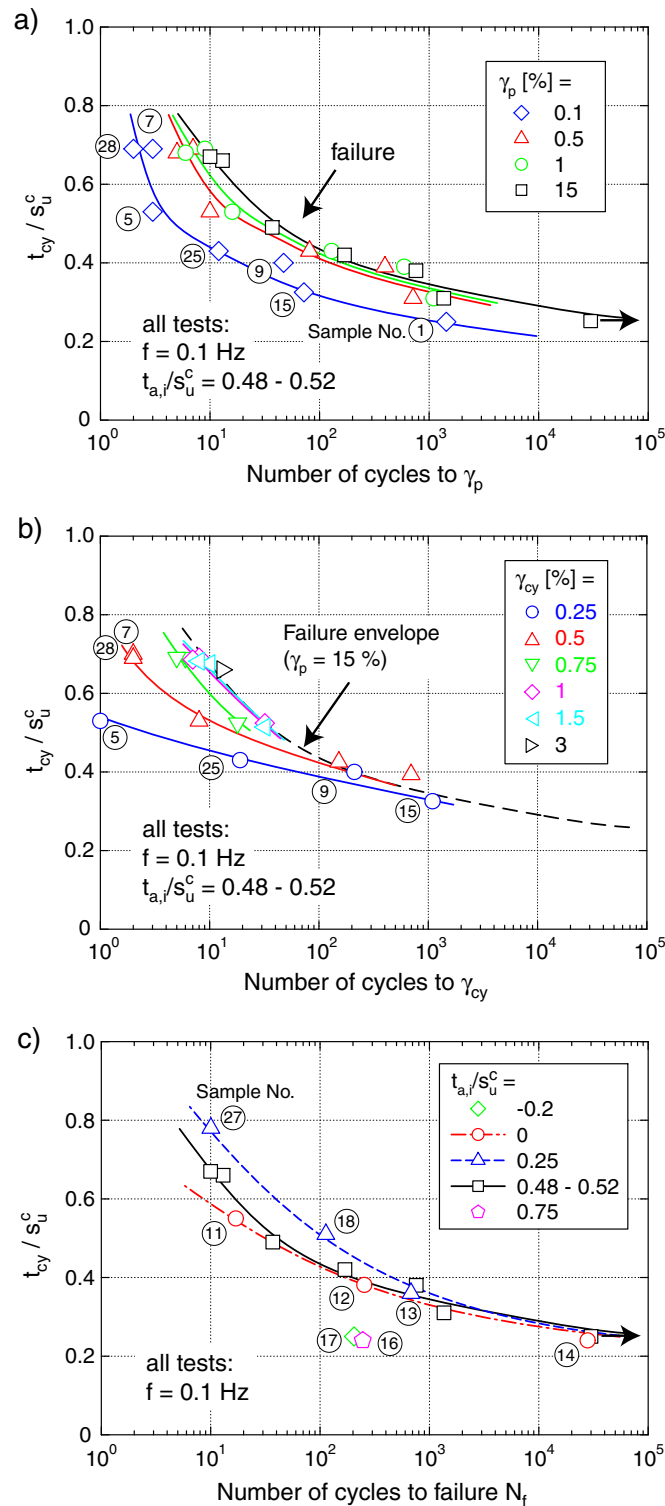 a)
1.0
0.8
0.6
0.4
0.2
0
t_cy / s_u^c
γ_p [%] =
0.1
0.5
1
15
7
28
failure
5
25
9
15
Sample No. 1
all tests:
f = 0.1 Hz
t_a,i/s_u^c = 0.48 - 0.52
10^0 10^1 10^2 10^3 10^4 10^5
Number of cycles to γ_p
b)
1.0
0.8
0.6
0.4
0.2
0
t_cy / s_u^c
γ_cy [%] =
0.25
0.5
0.75
1
1.5
3
7
28
Failure envelope
(γ_p = 15 %)
5
25
9
15
all tests:
f = 0.1 Hz
t_a,i/s_u^c = 0.48 - 0.52
10^0 10^1 10^2 10^3 10^4 10^5
Number of cycles to γ_cy
c)
1.0
0.8
0.6
0.4
0.2
0
t_cy / s_u^c
Sample No.
t_a,i/s_u^c =
-0.2
0
0.25
0.48 - 0.52
0.75
27
18
11
12
13
17
16
14
all tests:
f = 0.1 Hz
10^0 10^1 10^2 10^3 10^4 10^5
Number of cycles to failure N_f